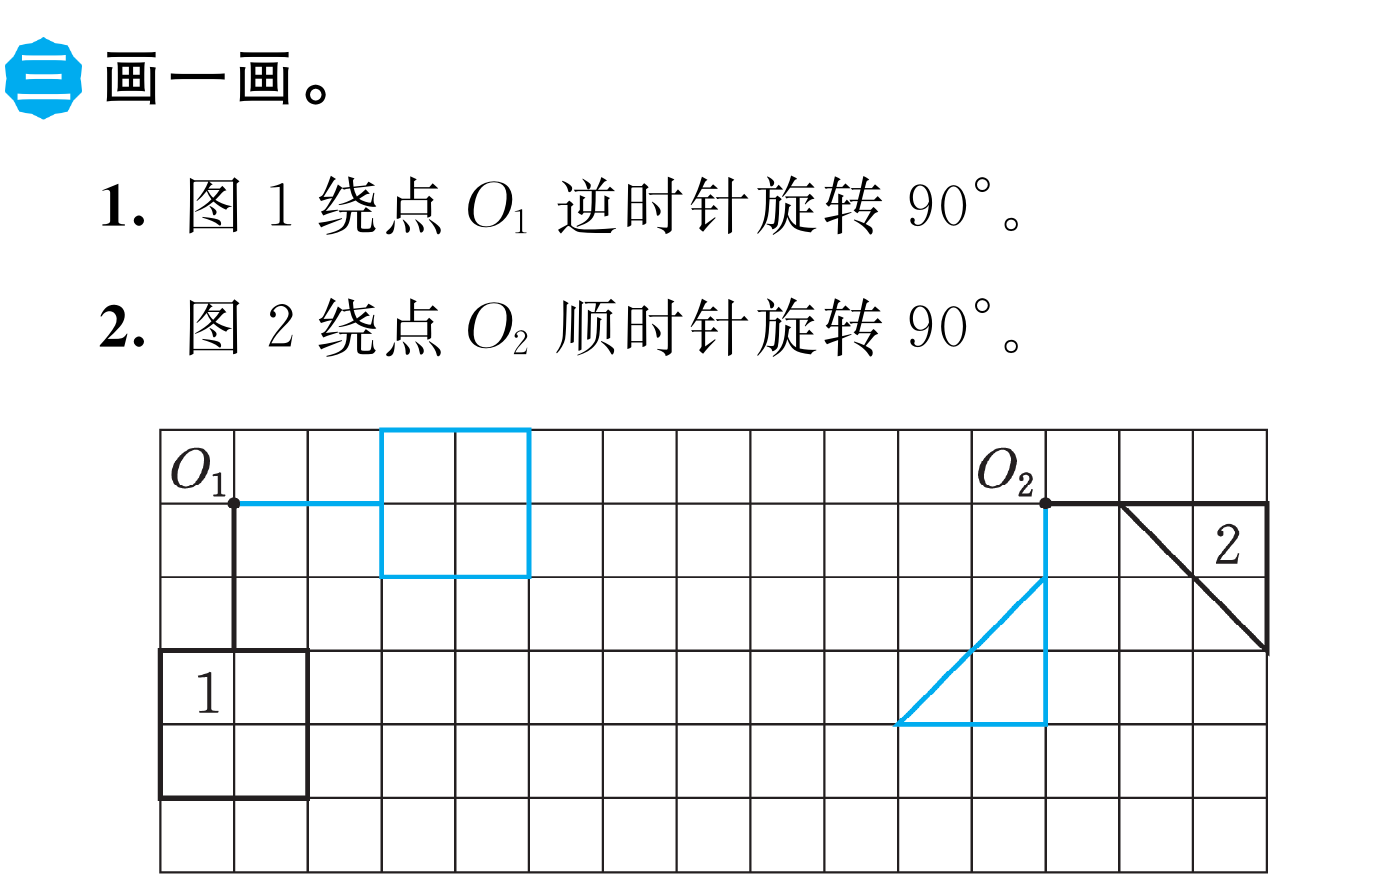 三 画一画。
1. 图 1 绕点 O₁ 逆时针旋转 90°。
2. 图 2 绕点 O₂ 顺时针旋转 90°。
O₁ O₂
2
1